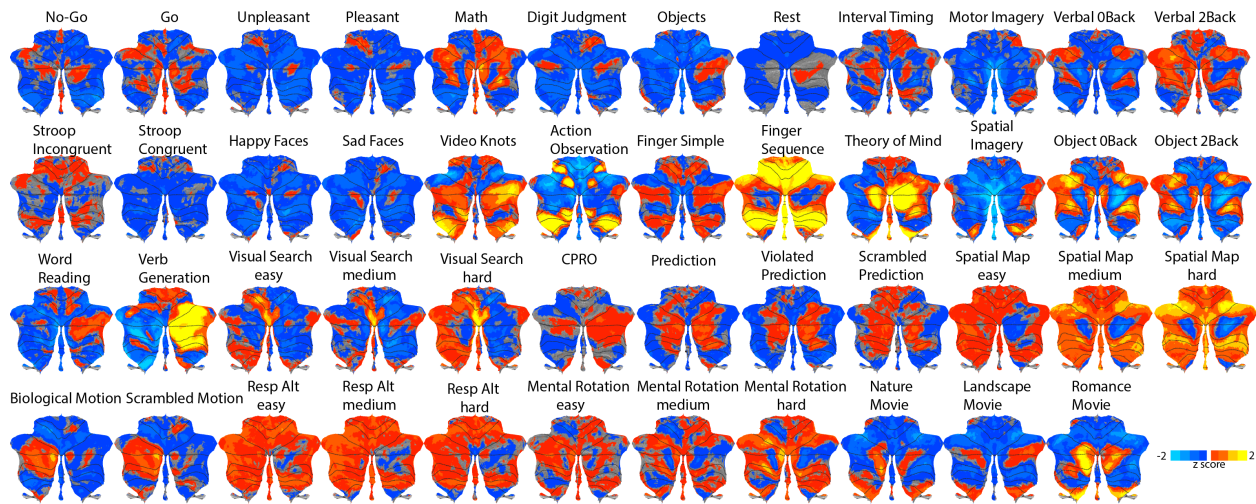 No-Go Go Unpleasant Pleasant Math Digit Judgment Objects Rest Interval Timing Motor Imagery Verbal 0Back Verbal 2Back
Stroop Incongruent
Stroop Congruent
Happy Faces
Sad Faces
Video Knots
Action Observation
Finger Simple
Finger Sequence
Theory of Mind
Spatial Imagery
Object 0Back
Object 2Back
Word Reading
Verb Generation
Visual Search easy
Visual Search medium
Visual Search hard
CPRO
Prediction
Violated Prediction
Scrambled Prediction
Spatial Map easy
Spatial Map medium
Spatial Map hard
Biological Motion
Scrambled Motion
Resp Alt easy
Resp Alt medium
Resp Alt hard
Mental Rotation easy
Mental Rotation medium
Mental Rotation hard
Nature Movie
Landscape Movie
Romance Movie
-2 2
z score